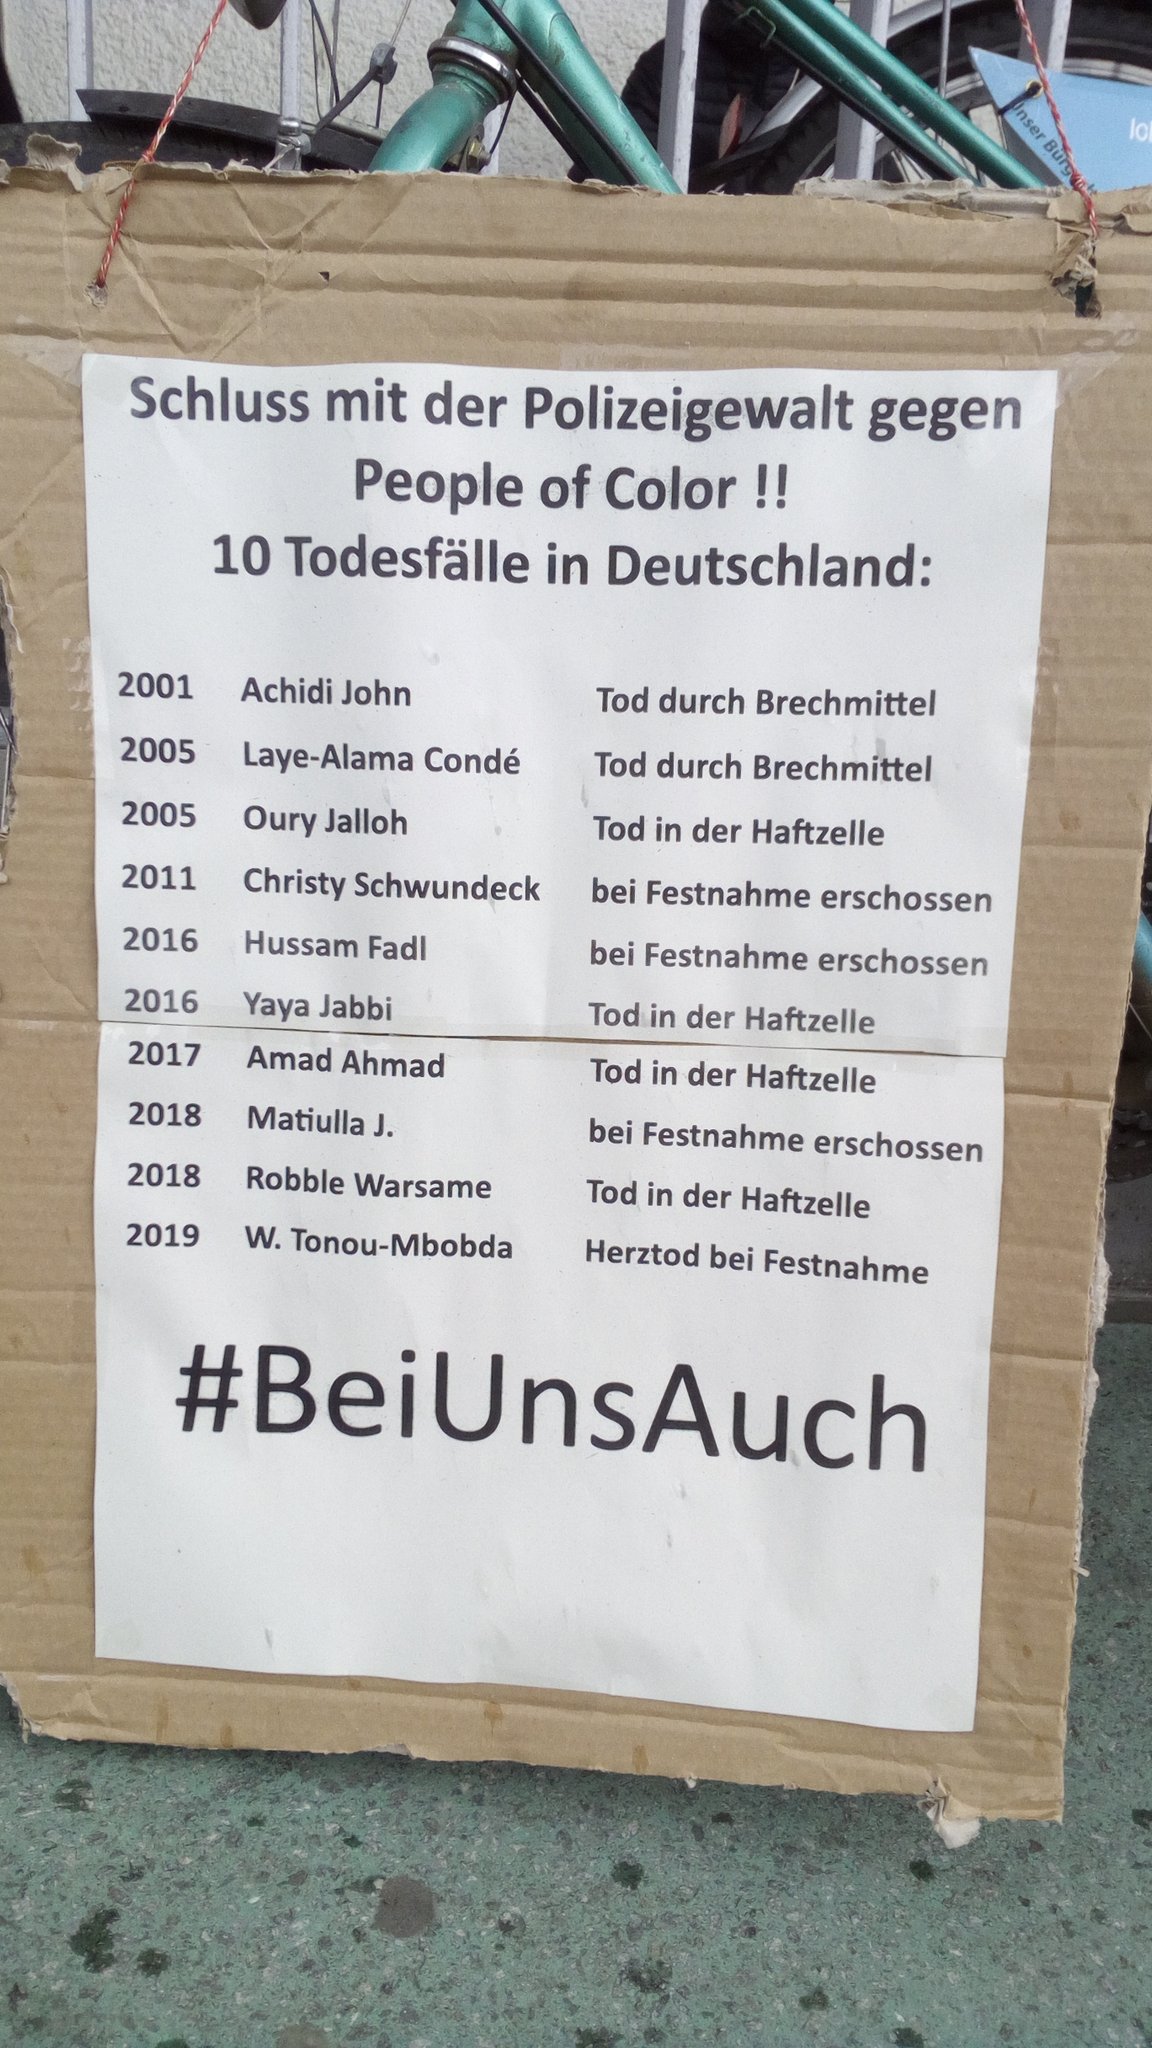 Schluss mit der Polizeigewalt gegen
People of Color !!
10 Todesfälle in Deutschland:
2001 Achidi John Tod durch Brechmittel
2005 Laye-Alama Condé Tod durch Brechmittel
2005 Oury Jalloh Tod in der Haftzelle
2011 Christy Schwundeck bei Festnahme erschossen
2016 Hussam Fadl bei Festnahme erschossen
2016 Yaya Jabbi Tod in der Haftzelle
2017 Amad Ahmad Tod in der Haftzelle
2018 Matiulla J. bei Festnahme erschossen
2018 Robble Warsame Tod in der Haftzelle
2019 W. Tonou-Mbobda Herztod bei Festnahme
#BeiUnsAuch